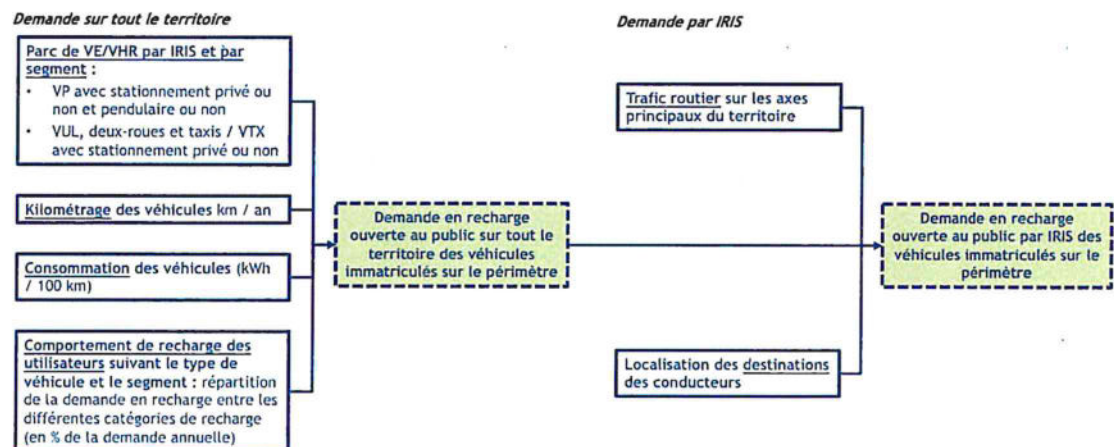 Demande sur tout le territoire
Parc de VE/VHR par IRIS et par
segment :
• VP avec stationnement privé ou
non et pendulaire ou non
• VUL, deux-roues et taxis / VTX
avec stationnement privé ou non
Kilométrage des véhicules km / an
Consommation des véhicules (kWh
/ 100 km)
Comportement de recharge des
utilisateurs suivant le type de
véhicule et le segment : répartition
de la demande en recharge entre les
différentes catégories de recharge
(en % de la demande annuelle)
Demande en recharge
ouverte au public sur tout le
territoire des véhicules
immatriculés sur le périmètre
Demande par IRIS
Trafic routier sur les axes
principaux du territoire
Localisation des destinations
des conducteurs
Demande en recharge
ouverte au public par IRIS des
véhicules immatriculés sur le
périmètre